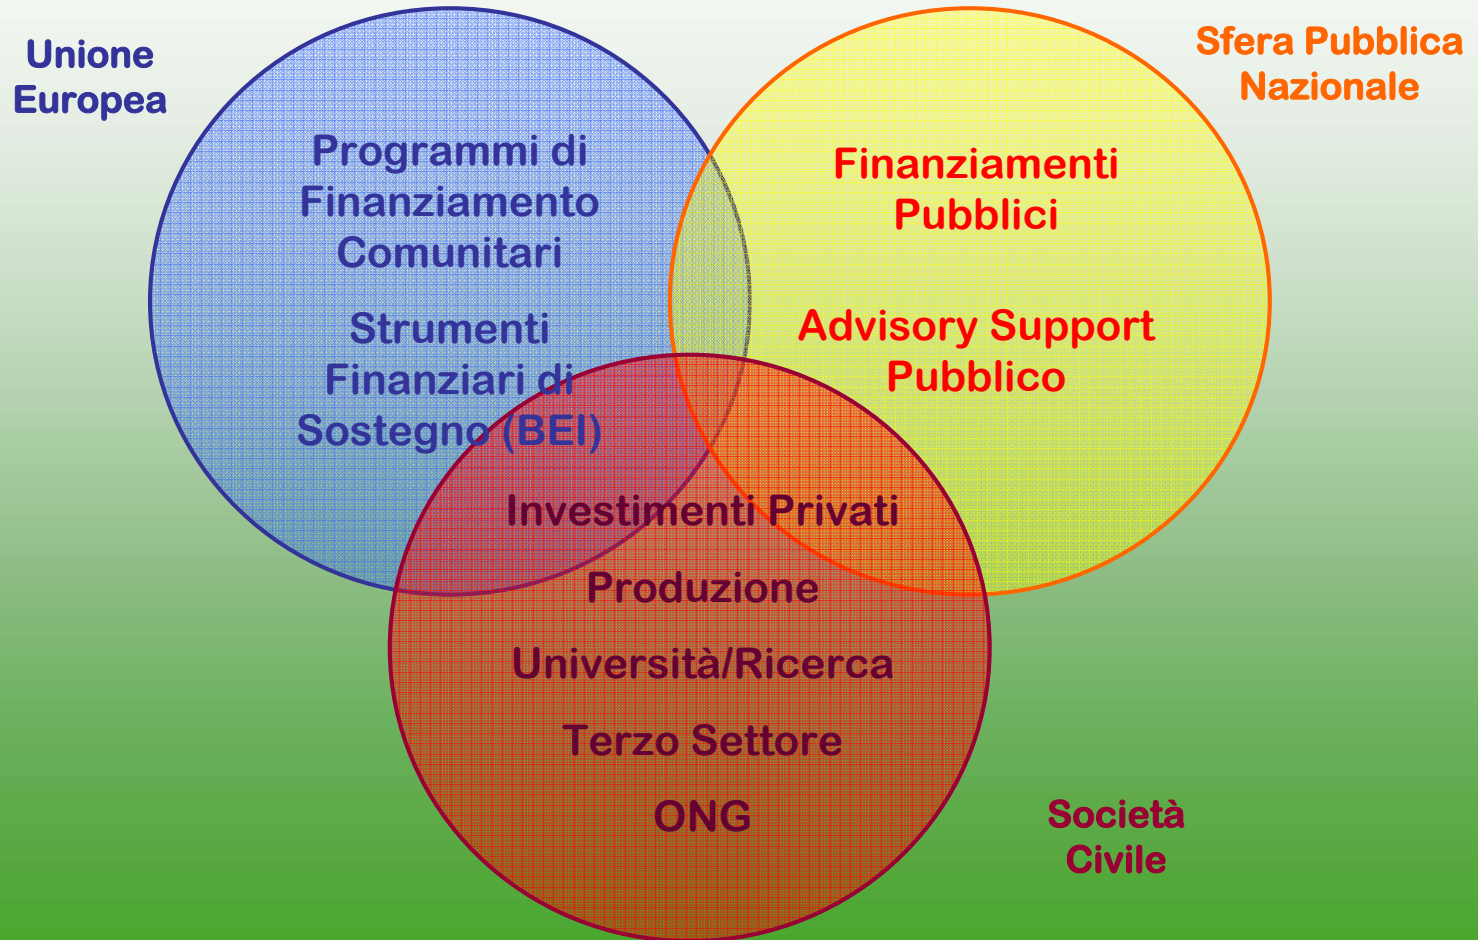 Unione
Europea
Sfera Pubblica
Nazionale
Programmi di
Finanziamento
Comunitari
Strumenti
Finanziari di
Sostegno (BEI)
Finanziamenti
Pubblici
Advisory Support
Pubblico
Investimenti Privati
Produzione
Università/Ricerca
Terzo Settore
ONG
Società
Civile